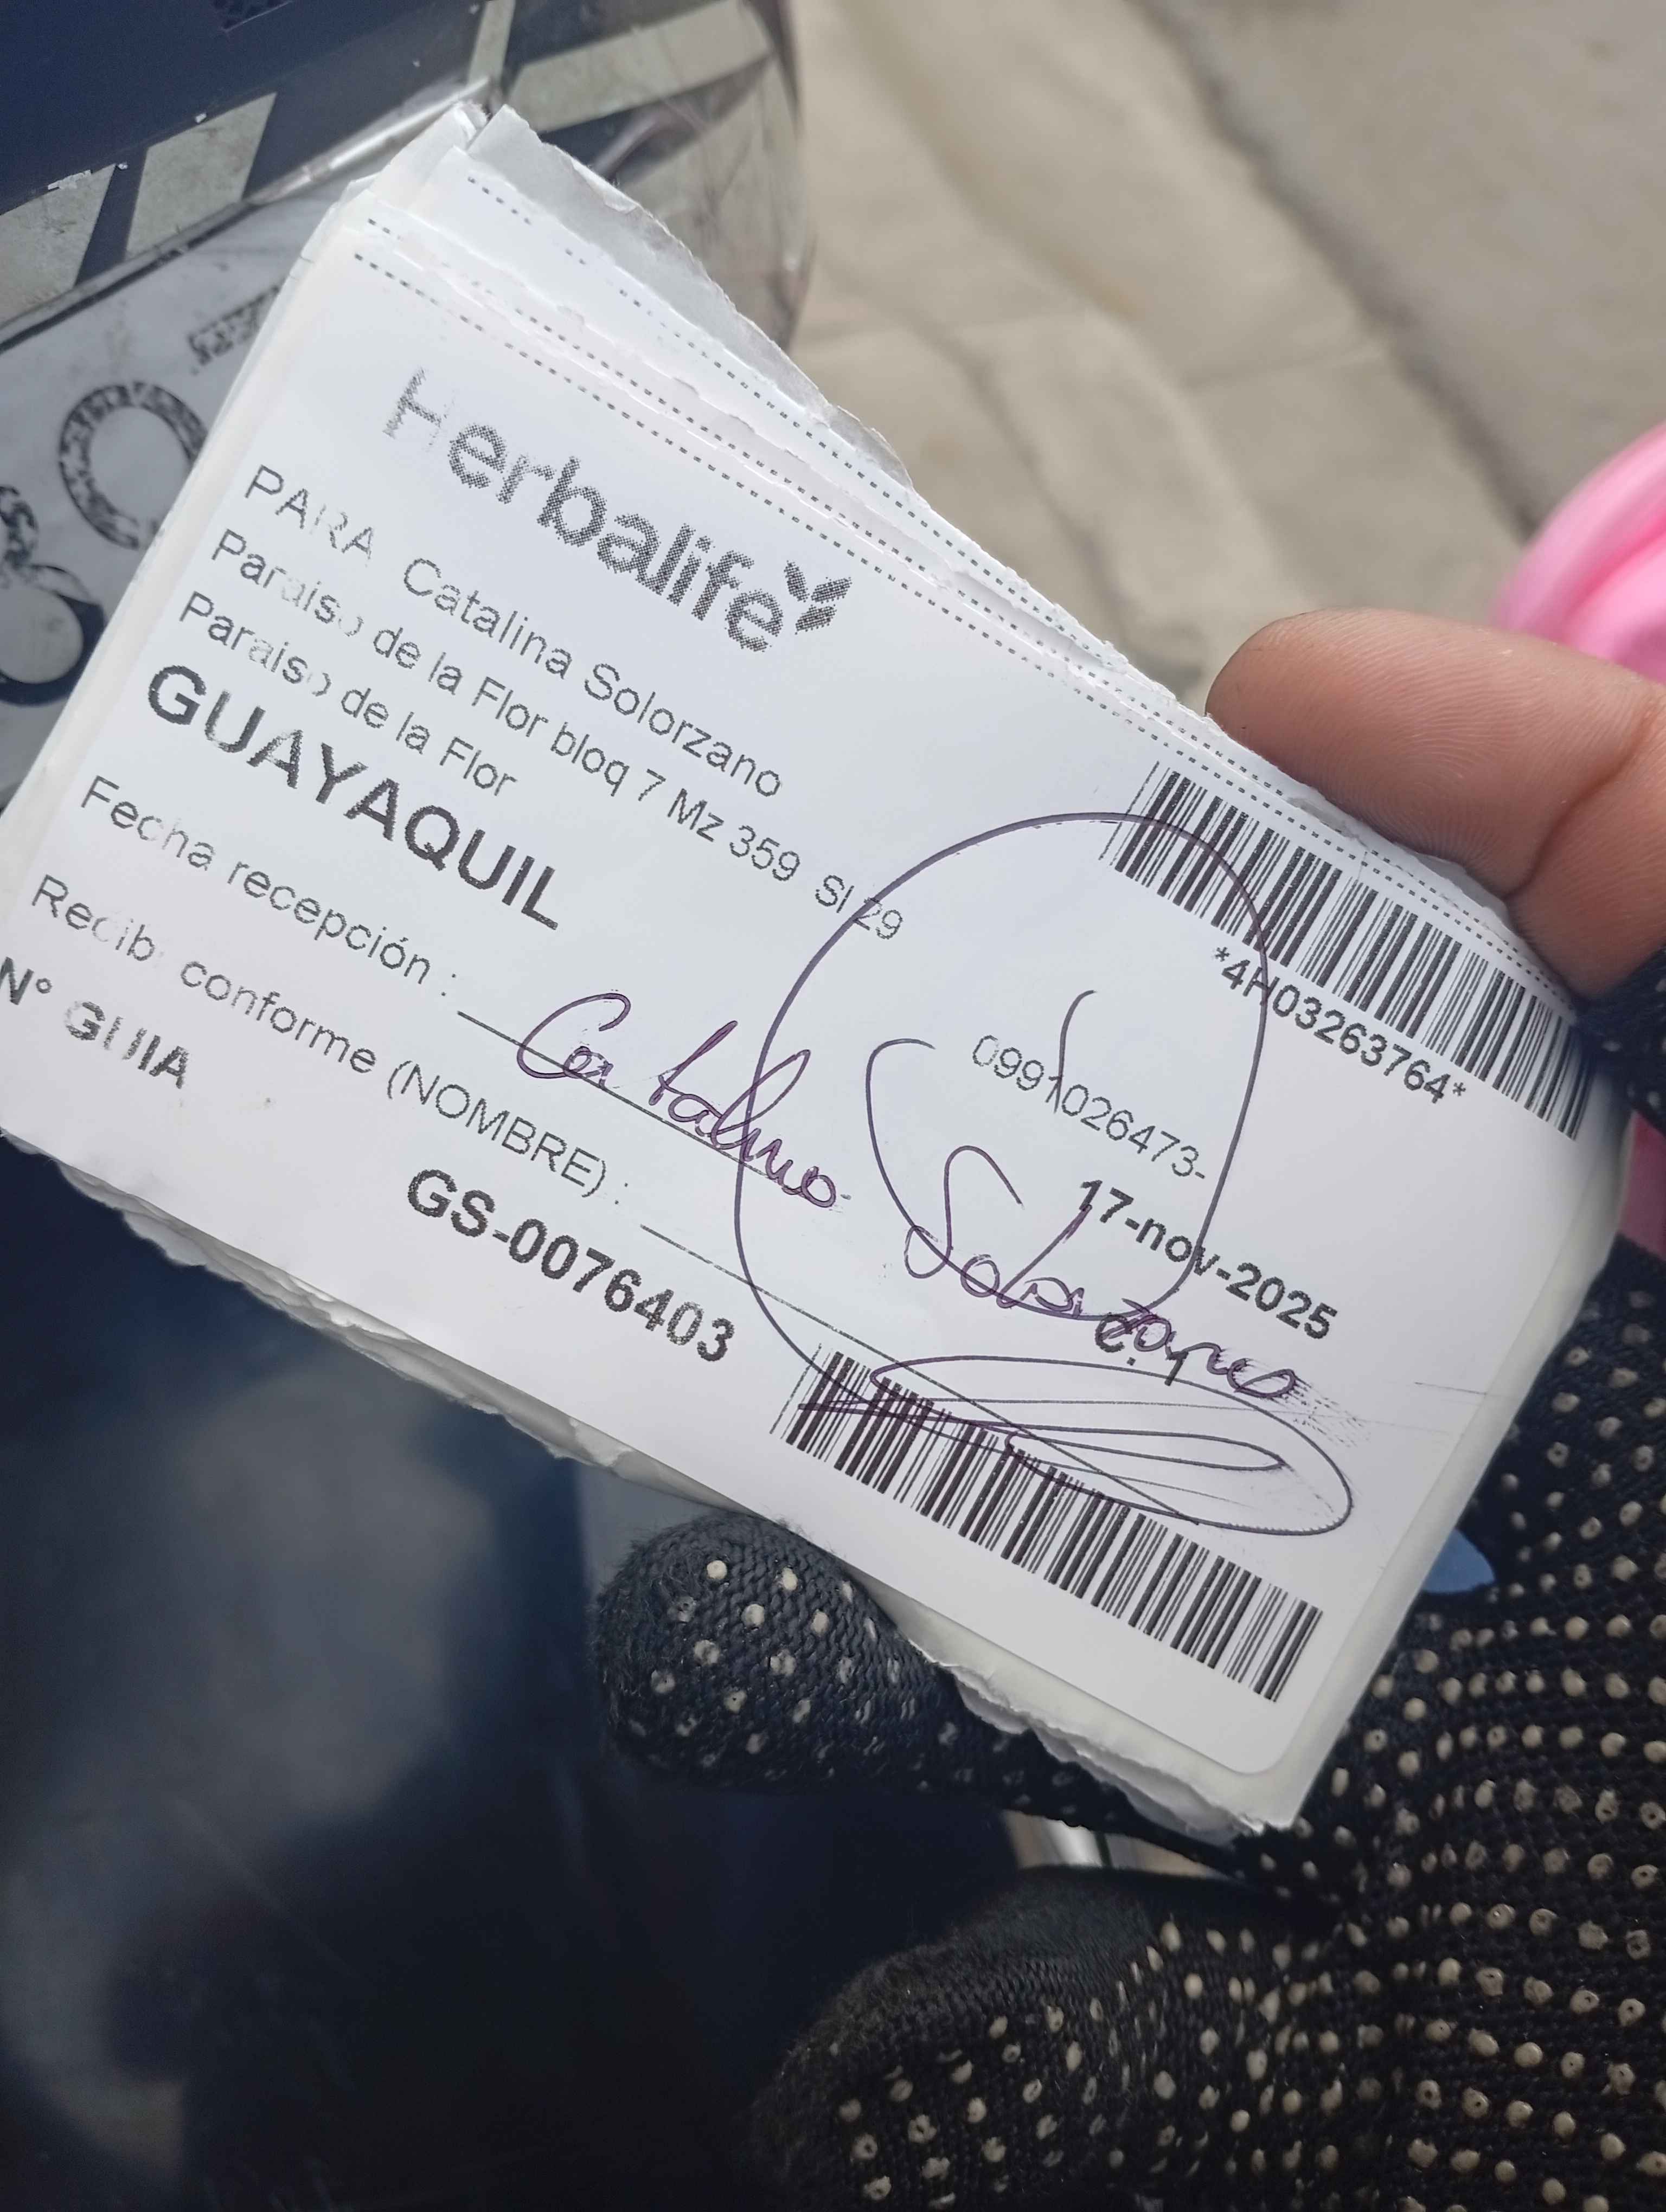 Herbalife
PARA Catalina Solorzano
Paraiso de la Flor bloq 7 Mz 359 Sl 29
Paraiso de la Flor
GUAYAQUIL
*4H03263764*
0991026473-
17-nov-2025
Fecha recepción :
Catalina Solorzano
Recibi conforme (NOMBRE) :
C. I
N° GUIA
GS-0076403